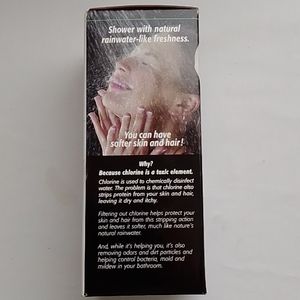 Shower with natural
rainwater-like freshness.
You can have
softer skin and hair!
Why?
Because chlorine is a toxic element.
Chlorine is used to chemically disinfect
water. The problem is that chlorine also
strips protein from your skin and hair,
leaving it dry and itchy.
Filtering out chlorine helps protect your
skin and hair from this stripping action
and leaves it softer, much like nature's
natural rainwater.
And, while it's helping you, it's also
removing odors and dirt particles and
helping control bacteria, mold and
mildew in your bathroom.